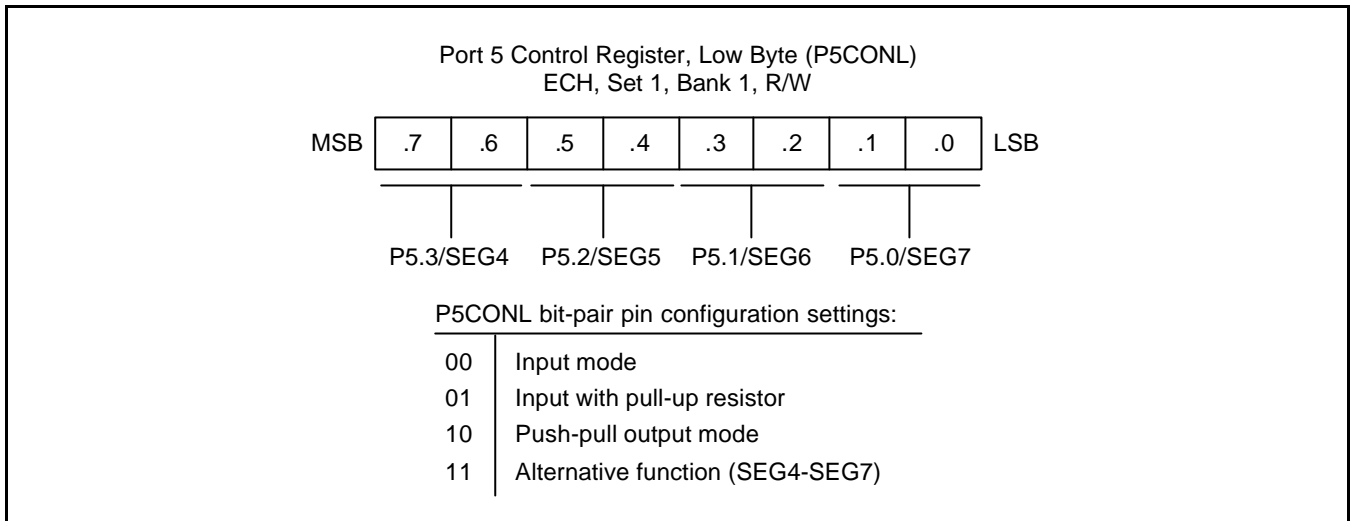 Port 5 Control Register, Low Byte (P5CONL)
ECH, Set 1, Bank 1, R/W
MSB .7 .6 .5 .4 .3 .2 .1 .0 LSB
P5.3/SEG4 P5.2/SEG5 P5.1/SEG6 P5.0/SEG7
P5CONL bit-pair pin configuration settings:
00 Input mode
01 Input with pull-up resistor
10 Push-pull output mode
11 Alternative function (SEG4-SEG7)